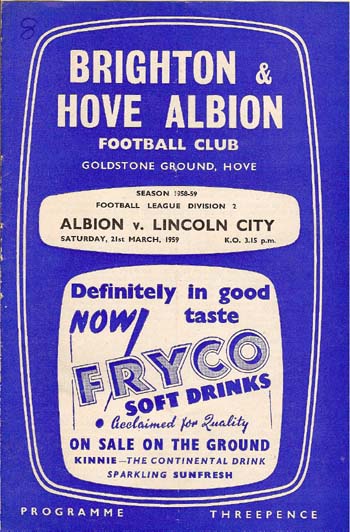 8
BRIGHTON &
HOVE ALBION
FOOTBALL CLUB
GOLDSTONE GROUND, HOVE
SEASON 1958-59
FOOTBALL LEAGUE DIVISION 2
ALBION v. LINCOLN CITY
SATURDAY, 21st MARCH, 1959 K.O. 3.15 p.m.
Definitely in good
NOW! taste
FRYCO
SOFT DRINKS
• Acclaimed for Quality
ON SALE ON THE GROUND
KINNIE—THE CONTINENTAL DRINK
SPARKLING SUNFRESH
PROGRAMME THREEPENCE